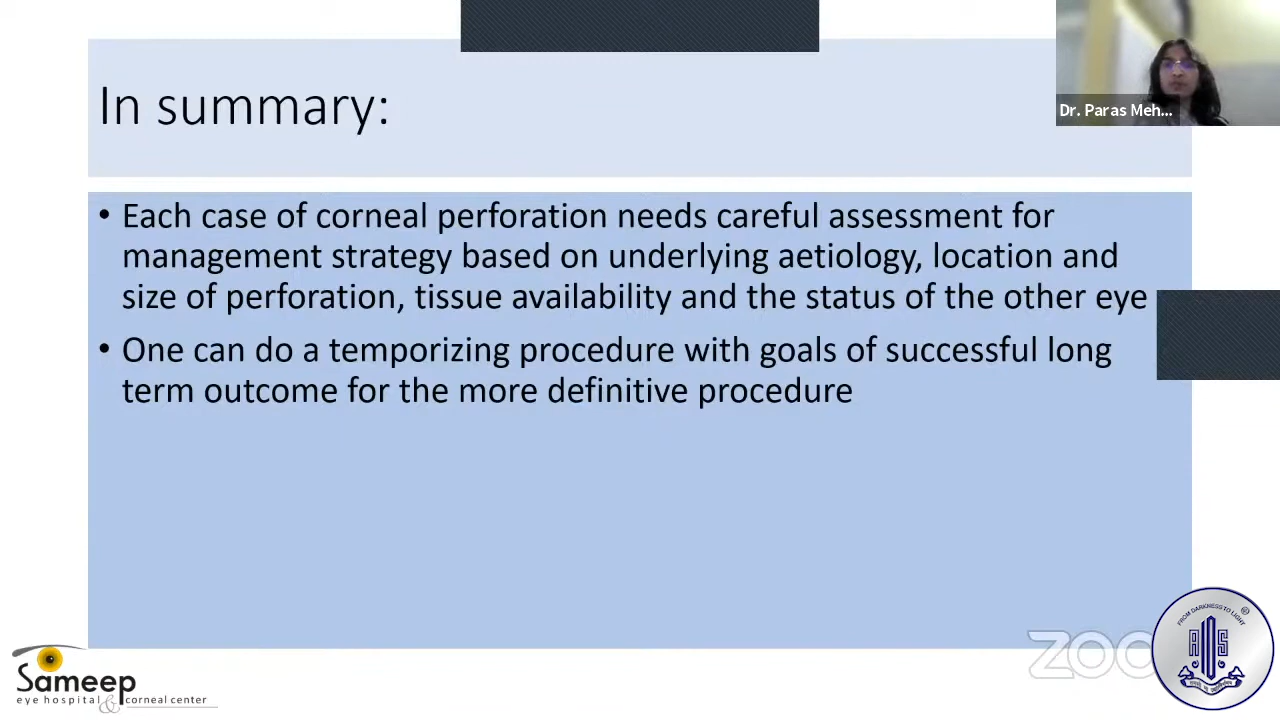 In summary:
Dr. Paras Meh...
• Each case of corneal perforation needs careful assessment for
management strategy based on underlying aetiology, location and
size of perforation, tissue availability and the status of the other eye
• One can do a temporizing procedure with goals of successful long
term outcome for the more definitive procedure
Sameep
eye hospital & corneal center
ZOO
FROM DARKNESS TO LIGHT
®
AIOS